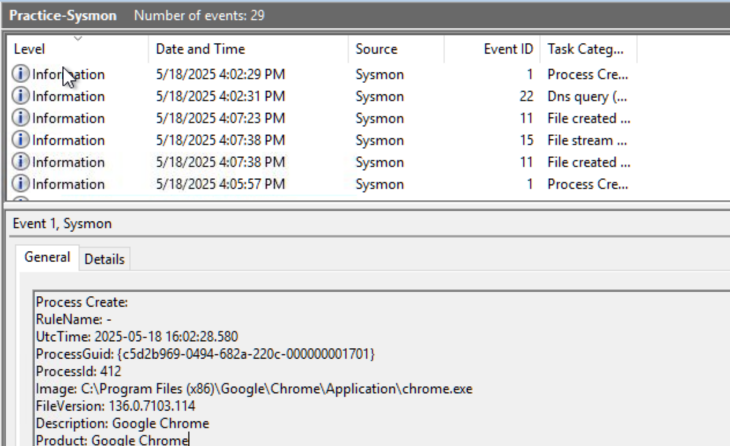 Practice-Sysmon Number of events: 29
Level Date and Time Source Event ID Task Categ...
Information 5/18/2025 4:02:29 PM Sysmon 1 Process Cre...
Information 5/18/2025 4:02:31 PM Sysmon 22 Dns query (...
Information 5/18/2025 4:07:23 PM Sysmon 11 File created ...
Information 5/18/2025 4:07:38 PM Sysmon 15 File stream ...
Information 5/18/2025 4:07:38 PM Sysmon 11 File created ...
Information 5/18/2025 4:05:57 PM Sysmon 1 Process Cre...
Event 1, Sysmon
General Details
Process Create:
RuleName: -
UtcTime: 2025-05-18 16:02:28.580
ProcessGuid: {c5d2b969-0494-682a-220c-000000001701}
ProcessId: 412
Image: C:\Program Files (x86)\Google\Chrome\Application\chrome.exe
FileVersion: 136.0.7103.114
Description: Google Chrome
Product: Google Chrome